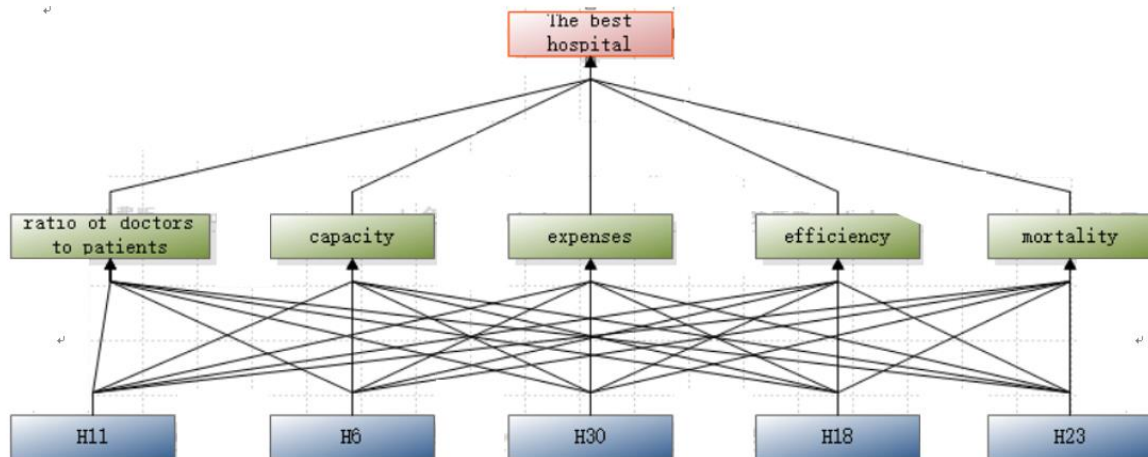 The best
hospital
ratio of doctors
to patients
capacity
expenses
efficiency
mortality
H11
H6
H30
H18
H23